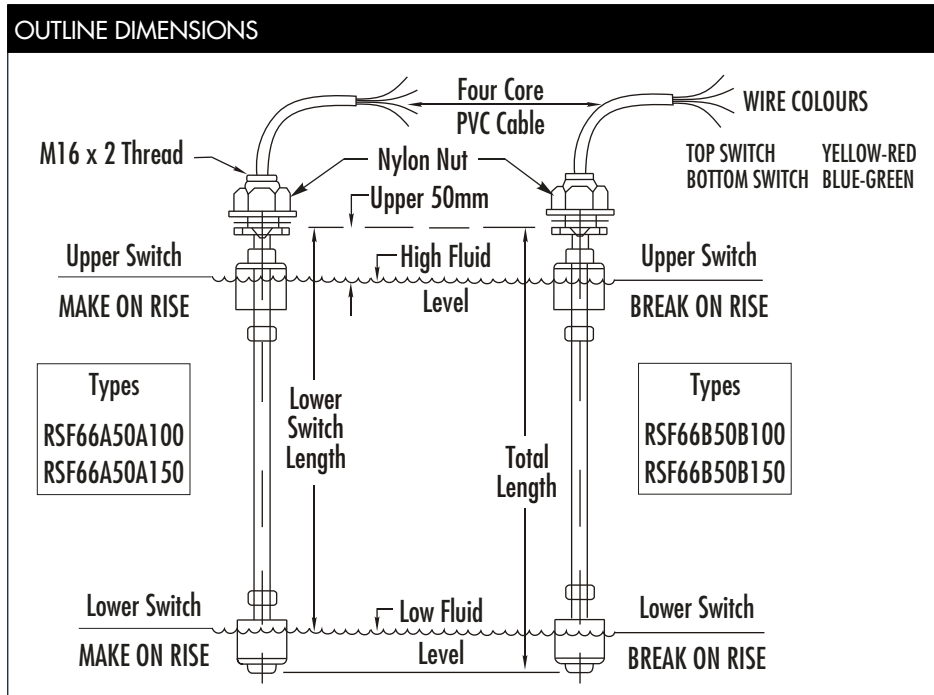 OUTLINE DIMENSIONS
Four Core
PVC Cable
WIRE COLOURS
M16 x 2 Thread
Nylon Nut
TOP SWITCH YELLOW-RED
BOTTOM SWITCH BLUE-GREEN
Upper 50mm
Upper Switch
MAKE ON RISE
High Fluid
Level
Upper Switch
BREAK ON RISE
Types
RSF66A50A100
RSF66A50A150
Lower
Switch
Length
Total
Length
Types
RSF66B50B100
RSF66B50B150
Lower Switch
MAKE ON RISE
Low Fluid
Level
Lower Switch
BREAK ON RISE